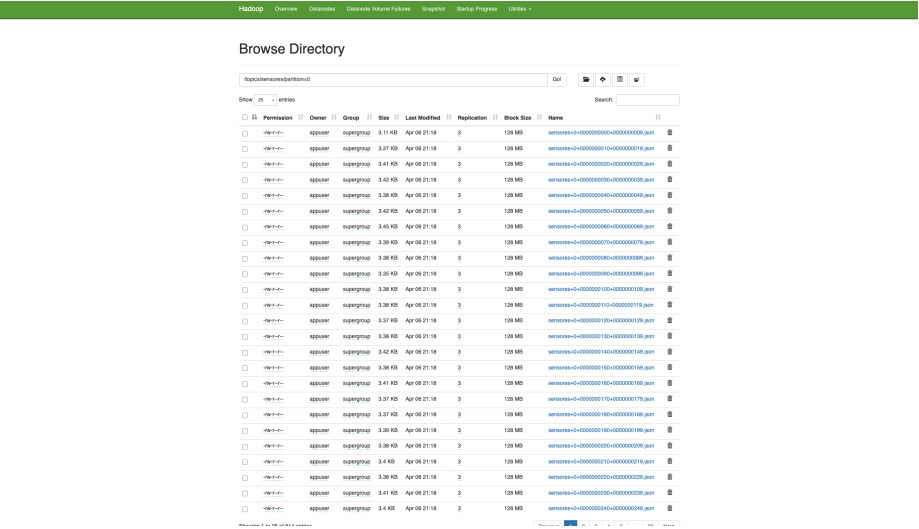 Hadoop Overview Datanodes Datanode Volume Failures Snapshot Startup Progress Utilities
Browse Directory
/topics/sensores/partition=0 Go!
Show 25 entries Search:
Permission Owner Group Size Last Modified Replication Block Size Name
-rw-r--r-- appuser supergroup 3.11 KB Apr 06 21:18 3 128 MB sensores+0+0000000000+0000000009.json
-rw-r--r-- appuser supergroup 3.27 KB Apr 06 21:18 3 128 MB sensores+0+0000000010+0000000019.json
-rw-r--r-- appuser supergroup 3.41 KB Apr 06 21:18 3 128 MB sensores+0+0000000020+0000000029.json
-rw-r--r-- appuser supergroup 3.42 KB Apr 06 21:18 3 128 MB sensores+0+0000000030+0000000039.json
-rw-r--r-- appuser supergroup 3.38 KB Apr 06 21:18 3 128 MB sensores+0+0000000040+0000000049.json
-rw-r--r-- appuser supergroup 3.42 KB Apr 06 21:18 3 128 MB sensores+0+0000000050+0000000059.json
-rw-r--r-- appuser supergroup 3.45 KB Apr 06 21:18 3 128 MB sensores+0+0000000060+0000000069.json
-rw-r--r-- appuser supergroup 3.39 KB Apr 06 21:18 3 128 MB sensores+0+0000000070+0000000079.json
-rw-r--r-- appuser supergroup 3.38 KB Apr 06 21:18 3 128 MB sensores+0+0000000080+0000000089.json
-rw-r--r-- appuser supergroup 3.35 KB Apr 06 21:18 3 128 MB sensores+0+0000000090+0000000099.json
-rw-r--r-- appuser supergroup 3.38 KB Apr 06 21:18 3 128 MB sensores+0+0000000100+0000000109.json
-rw-r--r-- appuser supergroup 3.38 KB Apr 06 21:18 3 128 MB sensores+0+0000000110+0000000119.json
-rw-r--r-- appuser supergroup 3.37 KB Apr 06 21:18 3 128 MB sensores+0+0000000120+0000000129.json
-rw-r--r-- appuser supergroup 3.38 KB Apr 06 21:18 3 128 MB sensores+0+0000000130+0000000139.json
-rw-r--r-- appuser supergroup 3.42 KB Apr 06 21:18 3 128 MB sensores+0+0000000140+0000000149.json
-rw-r--r-- appuser supergroup 3.38 KB Apr 06 21:18 3 128 MB sensores+0+0000000150+0000000159.json
-rw-r--r-- appuser supergroup 3.41 KB Apr 06 21:18 3 128 MB sensores+0+0000000160+0000000169.json
-rw-r--r-- appuser supergroup 3.37 KB Apr 06 21:18 3 128 MB sensores+0+0000000170+0000000179.json
-rw-r--r-- appuser supergroup 3.37 KB Apr 06 21:18 3 128 MB sensores+0+0000000180+0000000189.json
-rw-r--r-- appuser supergroup 3.39 KB Apr 06 21:18 3 128 MB sensores+0+0000000190+0000000199.json
-rw-r--r-- appuser supergroup 3.38 KB Apr 06 21:18 3 128 MB sensores+0+0000000200+0000000209.json
-rw-r--r-- appuser supergroup 3.4 KB Apr 06 21:18 3 128 MB sensores+0+0000000210+0000000219.json
-rw-r--r-- appuser supergroup 3.36 KB Apr 06 21:18 3 128 MB sensores+0+0000000220+0000000229.json
-rw-r--r-- appuser supergroup 3.41 KB Apr 06 21:18 3 128 MB sensores+0+0000000230+0000000239.json
-rw-r--r-- appuser supergroup 3.4 KB Apr 06 21:18 3 128 MB sensores+0+0000000240+0000000249.json
Showing 1 to 25 of 814 entries Previous 1 2 3 4 5 ... 33 Next